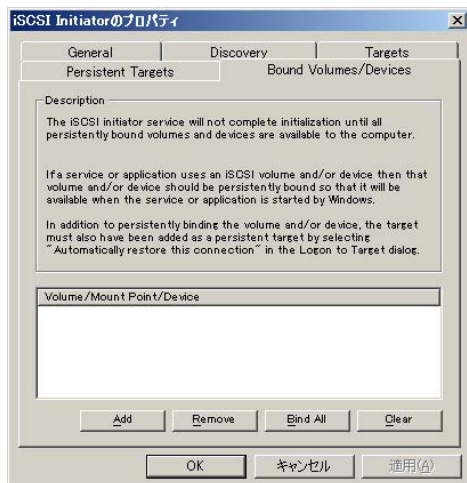 iSCSI Initiatorのプロパティ
General Discovery Targets
Persistent Targets Bound Volumes/Devices
Description
The iSCSI initiator service will not complete initialization until all
persistently bound volumes and devices are available to the computer.
If a service or application uses an iSCSI volume and/or device then that
volume and/or device should be persistently bound so that it will be
available when the service or application is started by Windows.
In addition to persistently binding the volume and/or device, the target
must also have been added as a persistent target by selecting
"Automatically restore this connection" in the Logon to Target dialog.
Volume/Mount Point/Device
Add Remove Bind All Clear
OK キャンセル 適用(A)